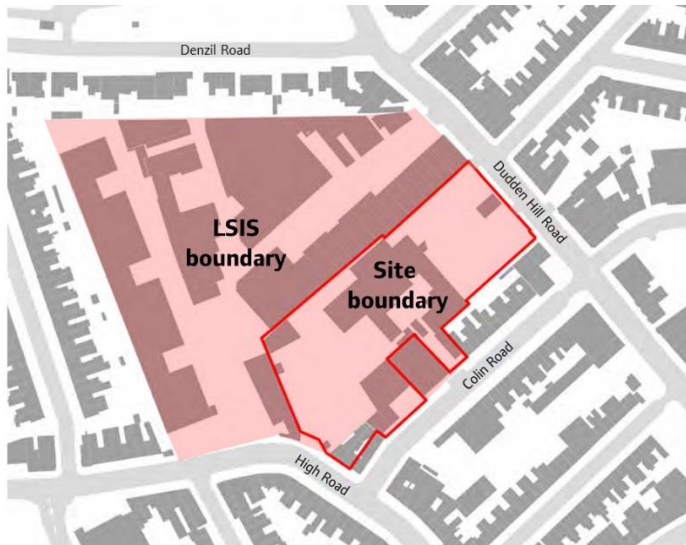 Denzil Road
Dudden Hill Road
LSIS
boundary
Site
boundary
Colin Road
High Road